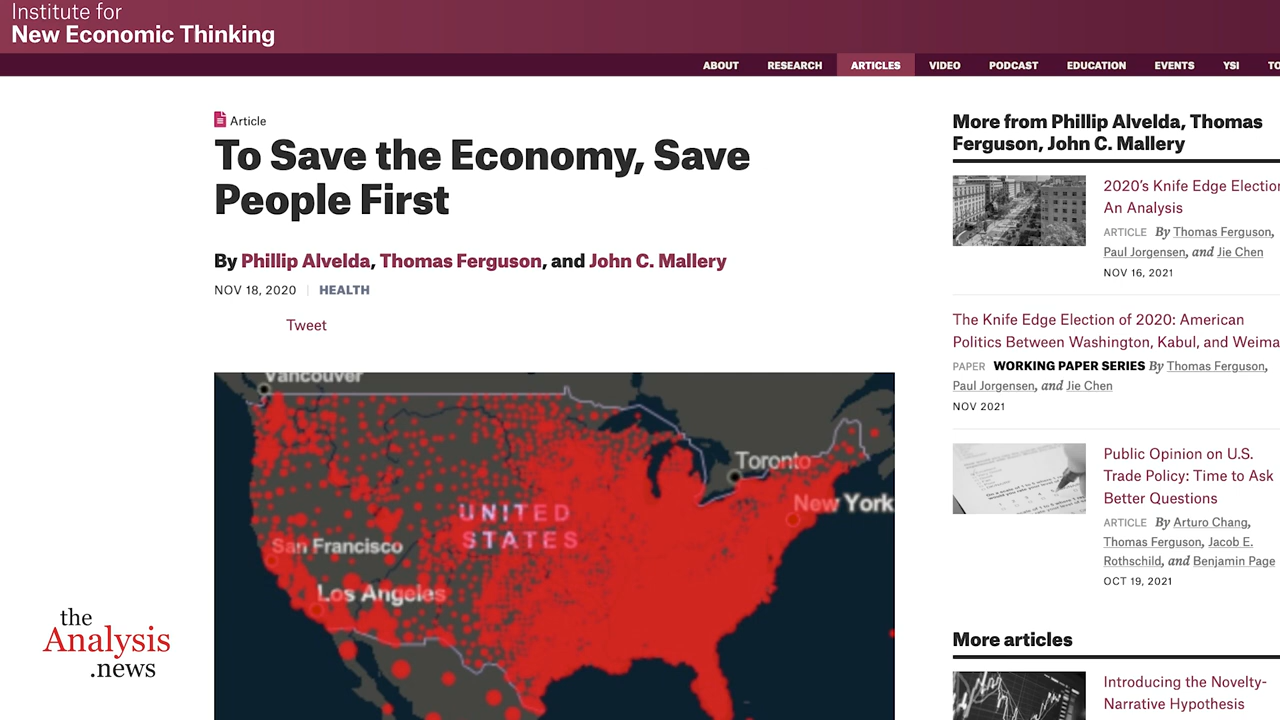 Institute for
New Economic Thinking
ABOUT RESEARCH ARTICLES VIDEO PODCAST EDUCATION EVENTS YSI
Article
To Save the Economy, Save
People First
By Phillip Alvelda, Thomas Ferguson, and John C. Mallery
NOV 18, 2020 | HEALTH
Tweet
Vancouver
Toronto
New York
UNITED
STATES
San Francisco
Los Angeles
the
Analysis
.news
More from Phillip Alvelda, Thomas
Ferguson, John C. Mallery
2020's Knife Edge Election
An Analysis
ARTICLE By Thomas Ferguson,
Paul Jorgensen, and Jie Chen
NOV 16, 2021
The Knife Edge Election of 2020: American
Politics Between Washington, Kabul, and Weima
PAPER WORKING PAPER SERIES By Thomas Ferguson,
Paul Jorgensen, and Jie Chen
NOV 2021
Public Opinion on U.S.
Trade Policy: Time to Ask
Better Questions
ARTICLE By Arturo Chang,
Thomas Ferguson, Jacob E.
Rothschild, and Benjamin Page
OCT 19, 2021
More articles
Introducing the Novelty-
Narrative Hypothesis